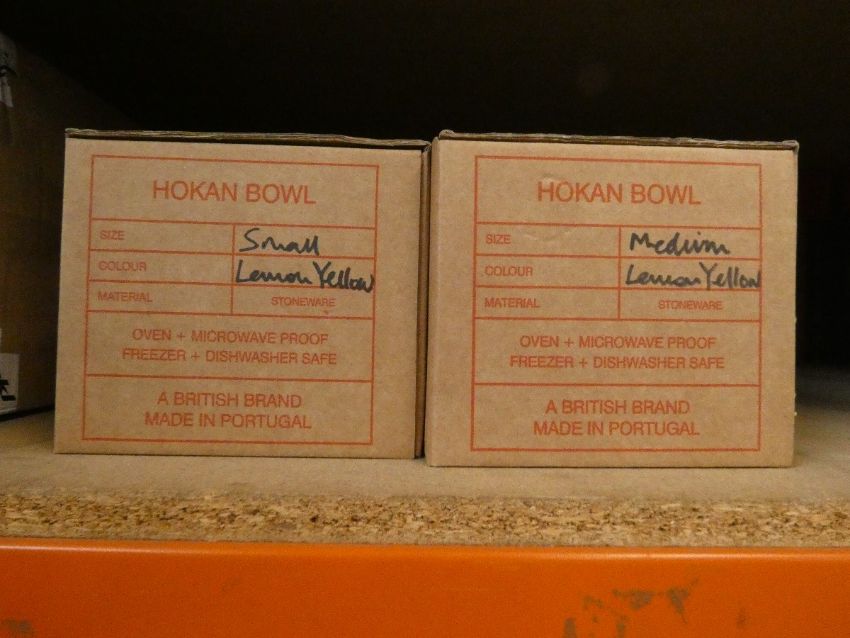 HOKAN BOWL
SIZE Small
COLOUR Lemon Yellow
MATERIAL STONEWARE
OVEN + MICROWAVE PROOF
FREEZER + DISHWASHER SAFE
A BRITISH BRAND
MADE IN PORTUGAL
HOKAN BOWL
SIZE Medium
COLOUR Lemon Yellow
MATERIAL STONEWARE
OVEN + MICROWAVE PROOF
FREEZER + DISHWASHER SAFE
A BRITISH BRAND
MADE IN PORTUGAL